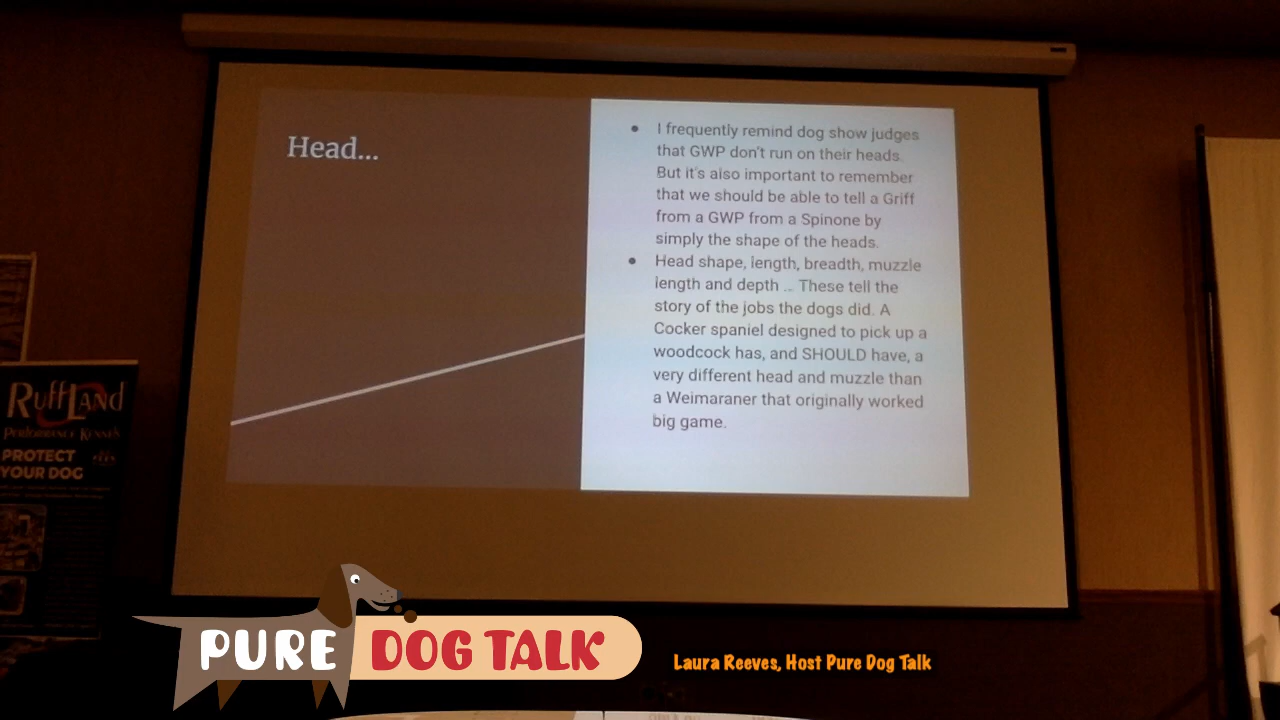 Head...
• I frequently remind dog show judges
that GWP don't run on their heads.
But it's also important to remember
that we should be able to tell a Griff
from a GWP from a Spinone by
simply the shape of the heads.
• Head shape, length, breadth, muzzle
length and depth ... These tell the
story of the jobs the dogs did. A
Cocker spaniel designed to pick up a
woodcock has, and SHOULD have, a
very different head and muzzle than
a Weimaraner that originally worked
big game.
RUFFLAND
PERFORMANCE KENNELS
PROTECT
YOUR DOG
PURE DOG TALK
Laura Reeves, Host Pure Dog Talk